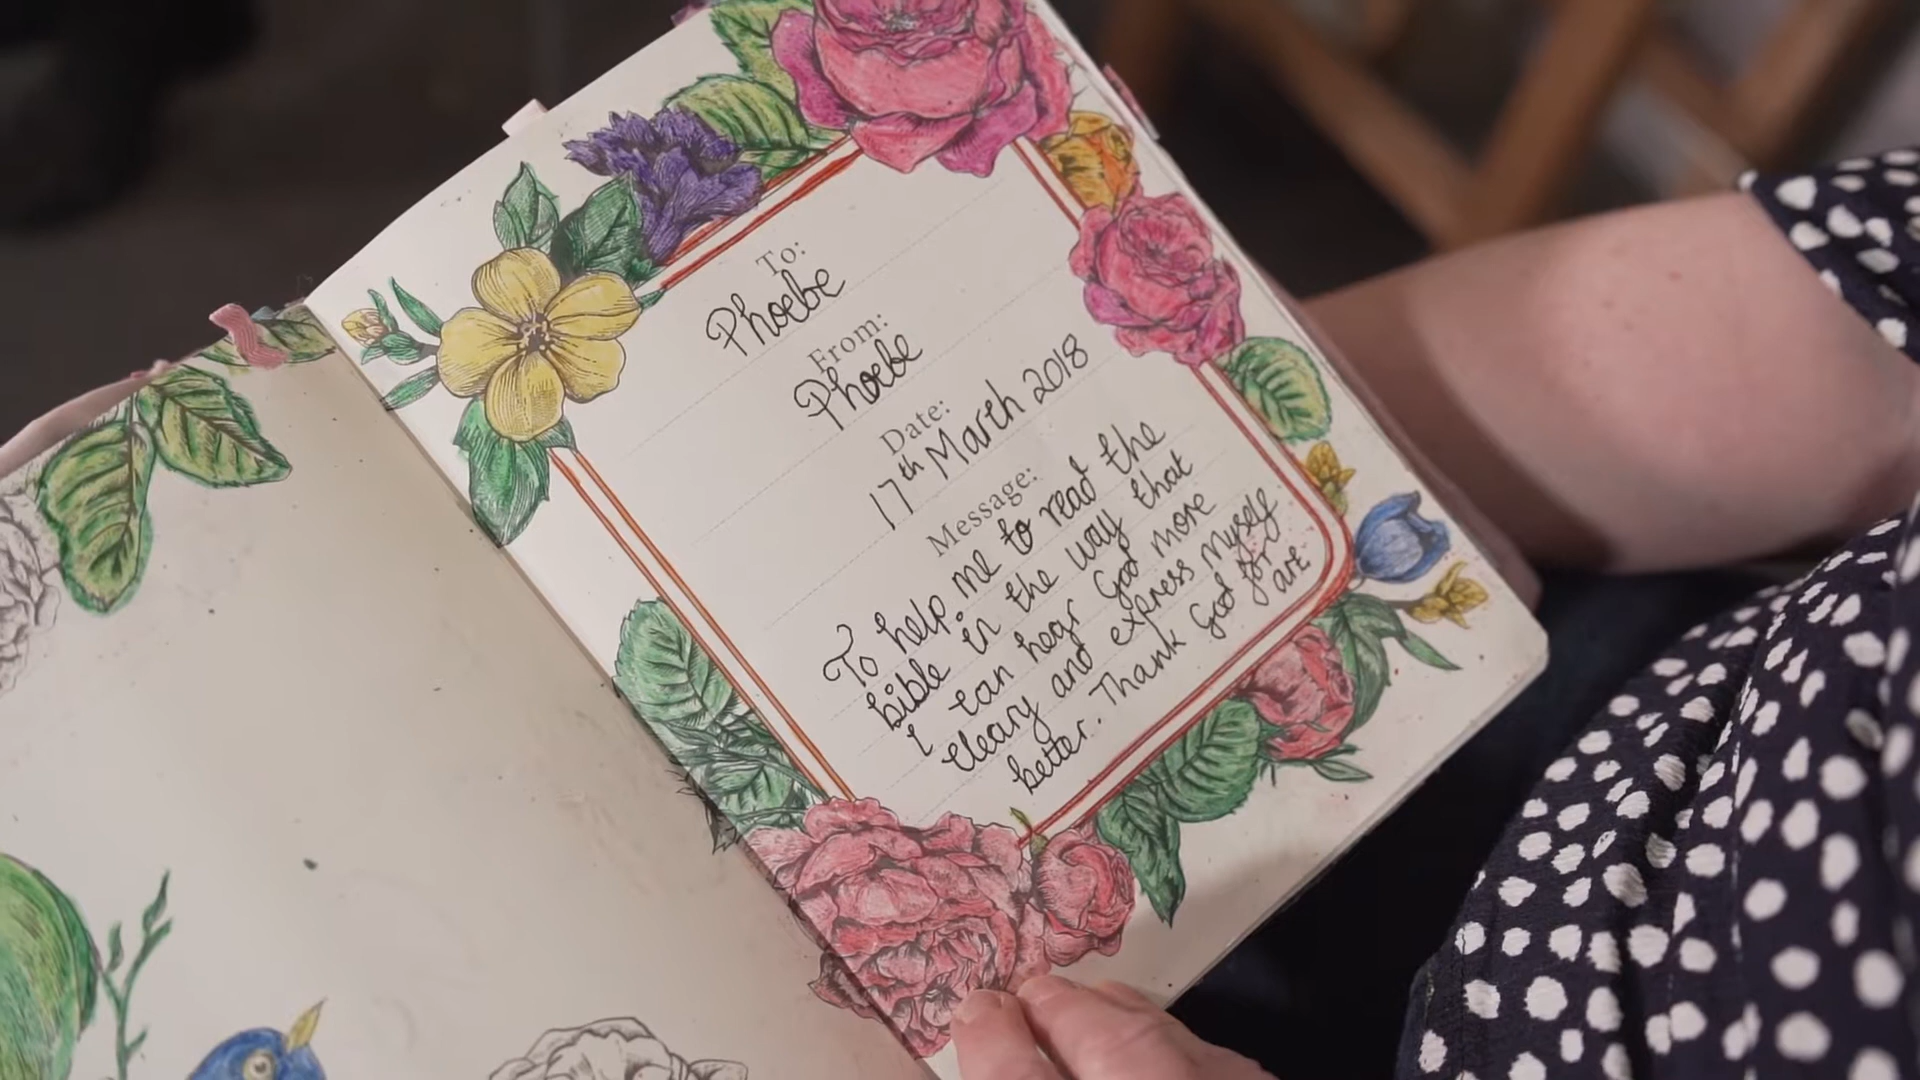 To:
Phoebe
From:
Phoebe
Date:
17th March 2018
Message:
To help me to read the
bible in the way that
I can hear God more
cleary and express myself
better. Thank God for
art